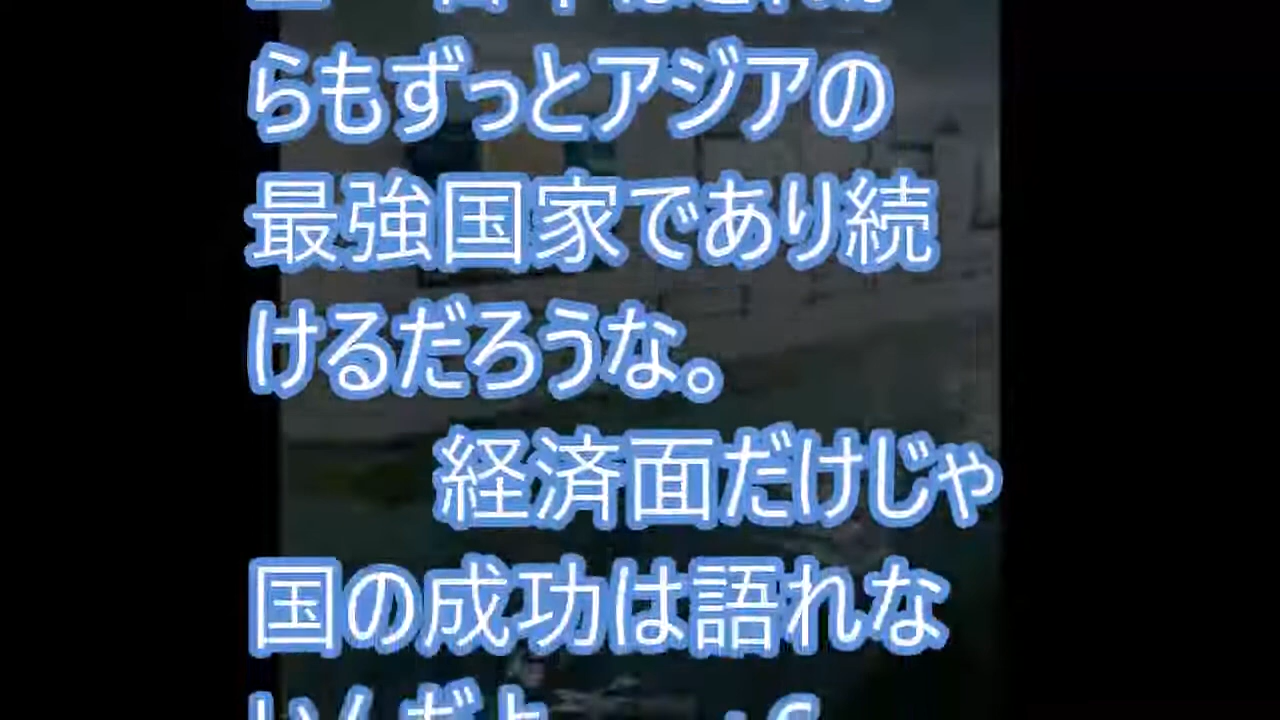 らもずっとアジアの
最強国家であり続
けるだろうな。
経済面だけじゃ
国の成功は語れな